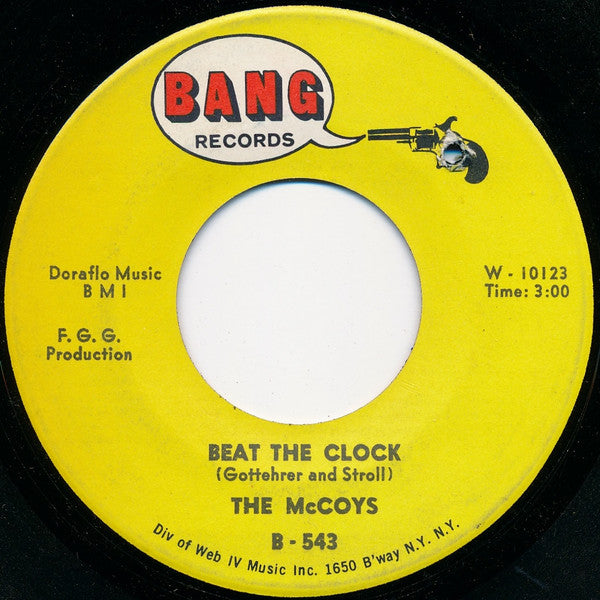 BANG
RECORDS
Doraflo Music
B M I
F. G. G.
Production
W - 10123
Time: 3:00
BEAT THE CLOCK
(Gottehrer and Stroll)
THE McCOYS
B - 543
Div of Web IV Music Inc. 1650 B'way N.Y. N.Y.